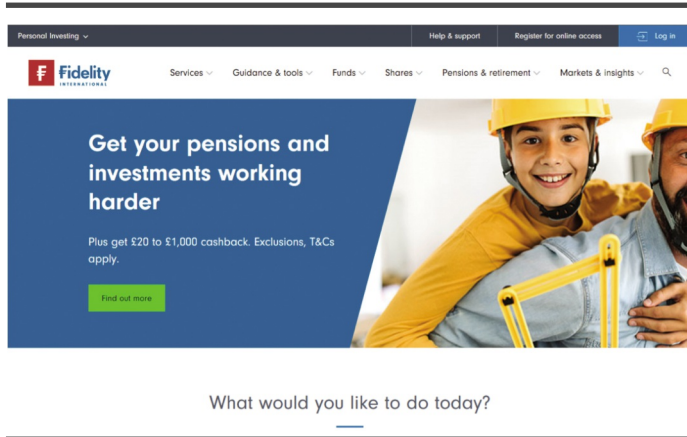 Personal Investing
Help & support
Register for online access
Log in
Fidelity
INTERNATIONAL
Services
Guidance & tools
Funds
Shares
Pensions & retirement
Markets & insights
Get your pensions and
investments working
harder
Plus get £20 to £1,000 cashback. Exclusions, T&Cs
apply.
Find out more
What would you like to do today?